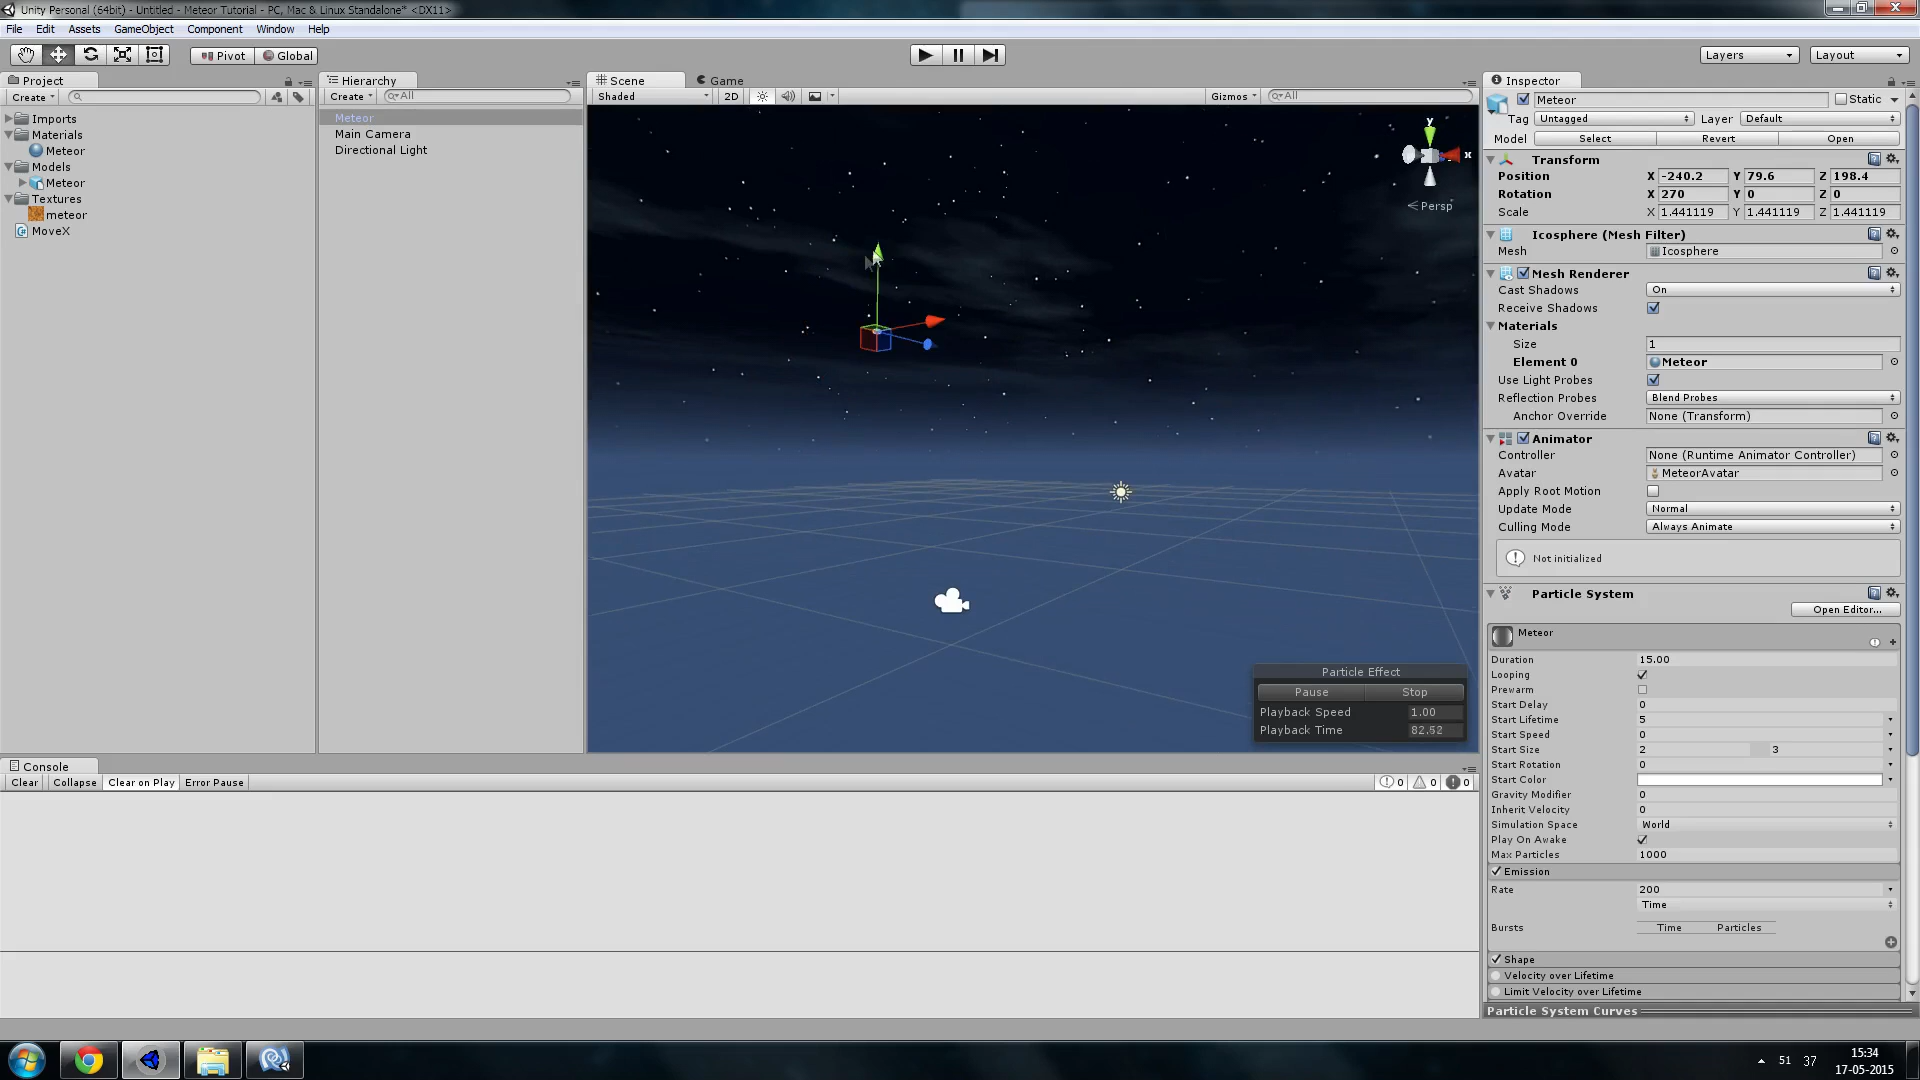 Unity Personal (64bit) - Untitled - Meteor Tutorial - PC, Mac & Linux Standalone* <DX11>
File Edit Assets GameObject Component Window Help
Pivot Global Layers Layout
Project
Create
Imports
Materials
Meteor
Models
Meteor
Textures
meteor
MoveX
Hierarchy
Create All
Meteor
Main Camera
Directional Light
Scene Game
Shaded 2D Gizmos All
y
x
Persp
Particle Effect
Pause Stop
Playback Speed 1.00
Playback Time 82.52
Console
Clear Collapse Clear on Play Error Pause 0 0 0
Inspector
Meteor Static
Tag Untagged Layer Default
Model Select Revert Open
Transform
Position X -240.2 Y 79.6 Z 198.4
Rotation X 270 Y 0 Z 0
Scale X 1.441119 Y 1.441119 Z 1.441119
Icosphere (Mesh Filter)
Mesh Icosphere
Mesh Renderer
Cast Shadows On
Receive Shadows
Materials
Size 1
Element 0 Meteor
Use Light Probes
Reflection Probes Blend Probes
Anchor Override None (Transform)
Animator
Controller None (Runtime Animator Controller)
Avatar MeteorAvatar
Apply Root Motion
Update Mode Normal
Culling Mode Always Animate
Not initialized
Particle System
Open Editor...
Meteor
Duration 15.00
Looping
Prewarm
Start Delay 0
Start Lifetime 5
Start Speed 0
Start Size 2 3
Start Rotation 0
Start Color
Gravity Modifier 0
Inherit Velocity 0
Simulation Space World
Play On Awake
Max Particles 1000
Emission
Rate 200
Time
Bursts Time Particles
Shape
Velocity over Lifetime
Limit Velocity over Lifetime
Particle System Curves
51 37 15:34
17-05-2015